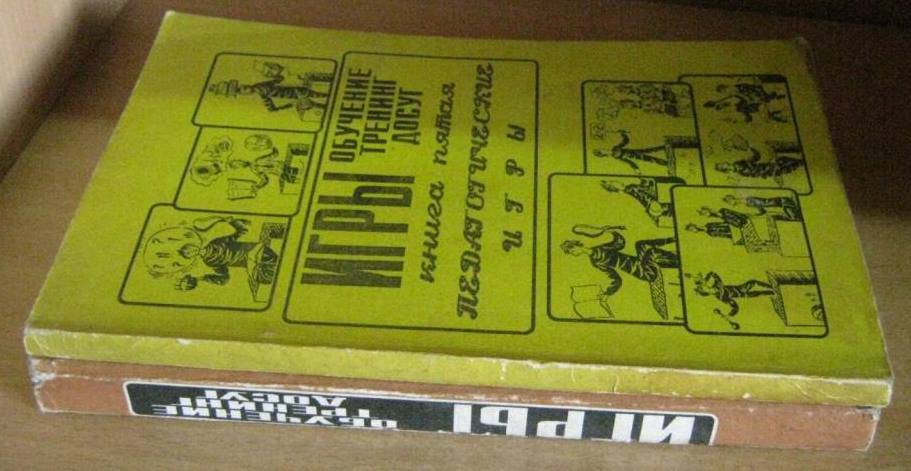 ИГРЫ
ОБУЧЕНИЕ
ТРЕНИНГ
ДОСУГ
книга пятая
ПЕДАГОГИЧЕСКИЕ
ИГРЫ
ИГРЫ
ОБУЧЕНИЕ
ТРЕНИНГ
ДОСУГ